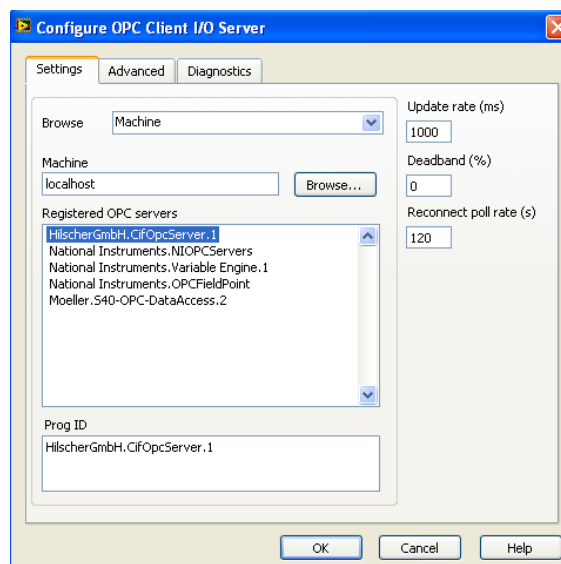 Configure OPC Client I/O Server
Settings
Advanced
Diagnostics
Browse
Machine
Machine
localhost
Browse...
Registered OPC servers
HilscherGmbH.CifOpcServer.1
National Instruments.NIOPCServers
National Instruments.Variable Engine.1
National Instruments.OPCFieldPoint
Moeller.S40-OPC-DataAccess.2
Prog ID
HilscherGmbH.CifOpcServer.1
Update rate (ms)
1000
Deadband (%)
0
Reconnect poll rate (s)
120
OK
Cancel
Help